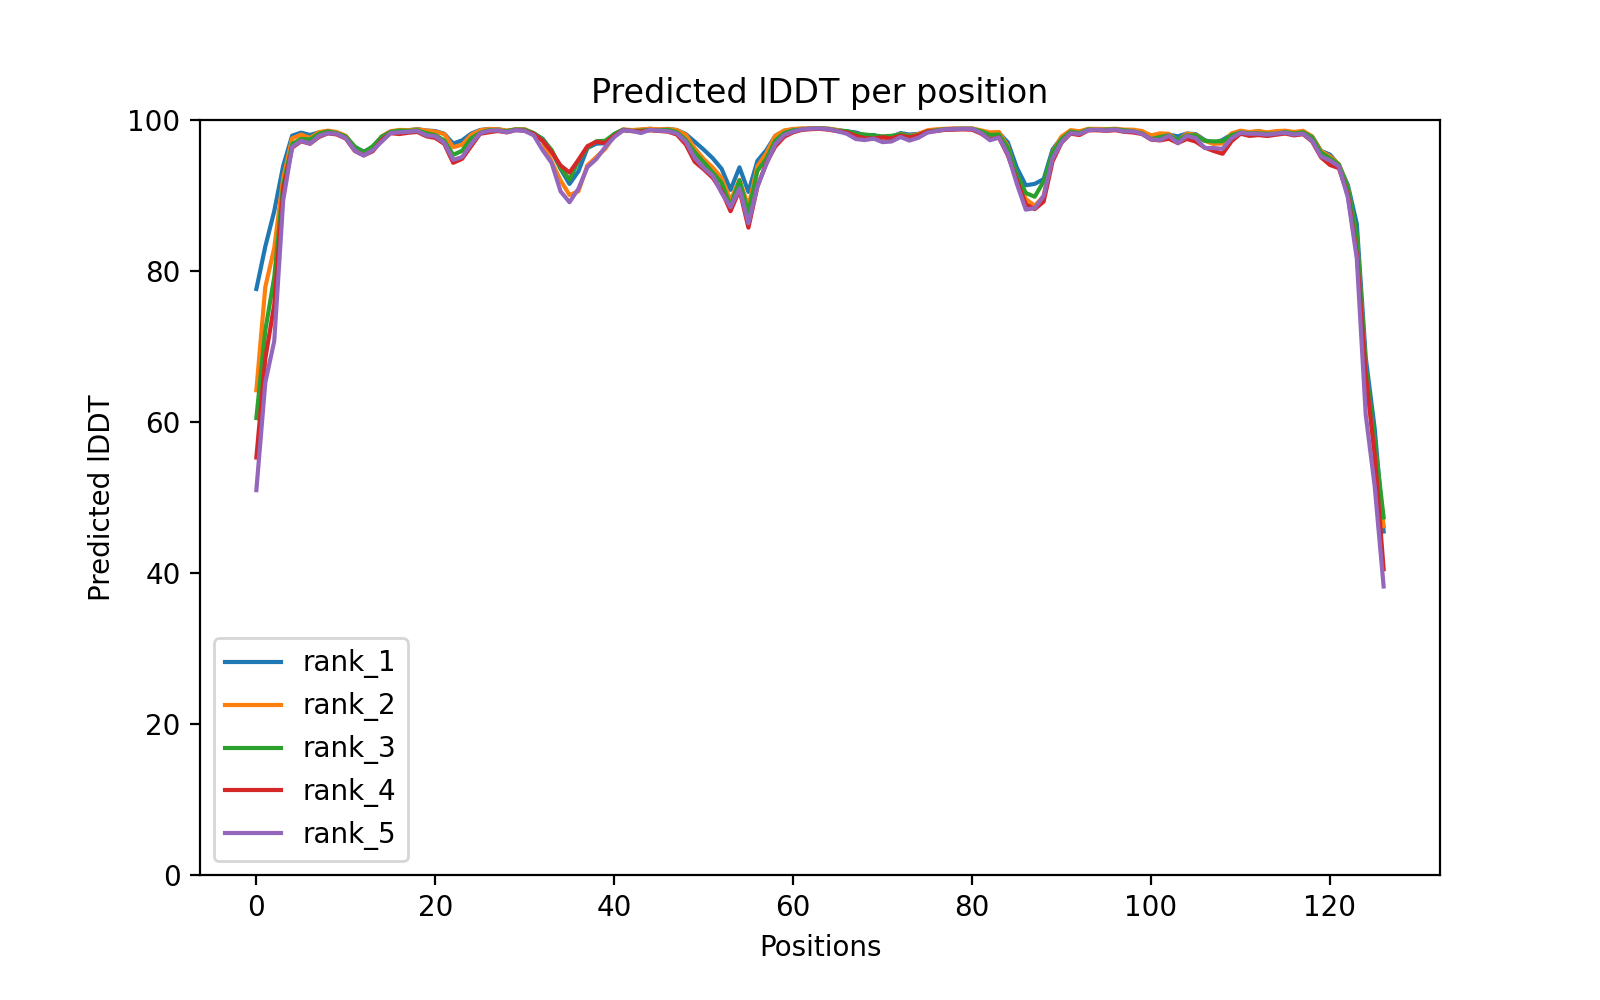 Predicted lDDT per position
100
80
60
40
20
0
Predicted lDDT
rank_1
rank_2
rank_3
rank_4
rank_5
0 20 40 60 80 100 120
Positions